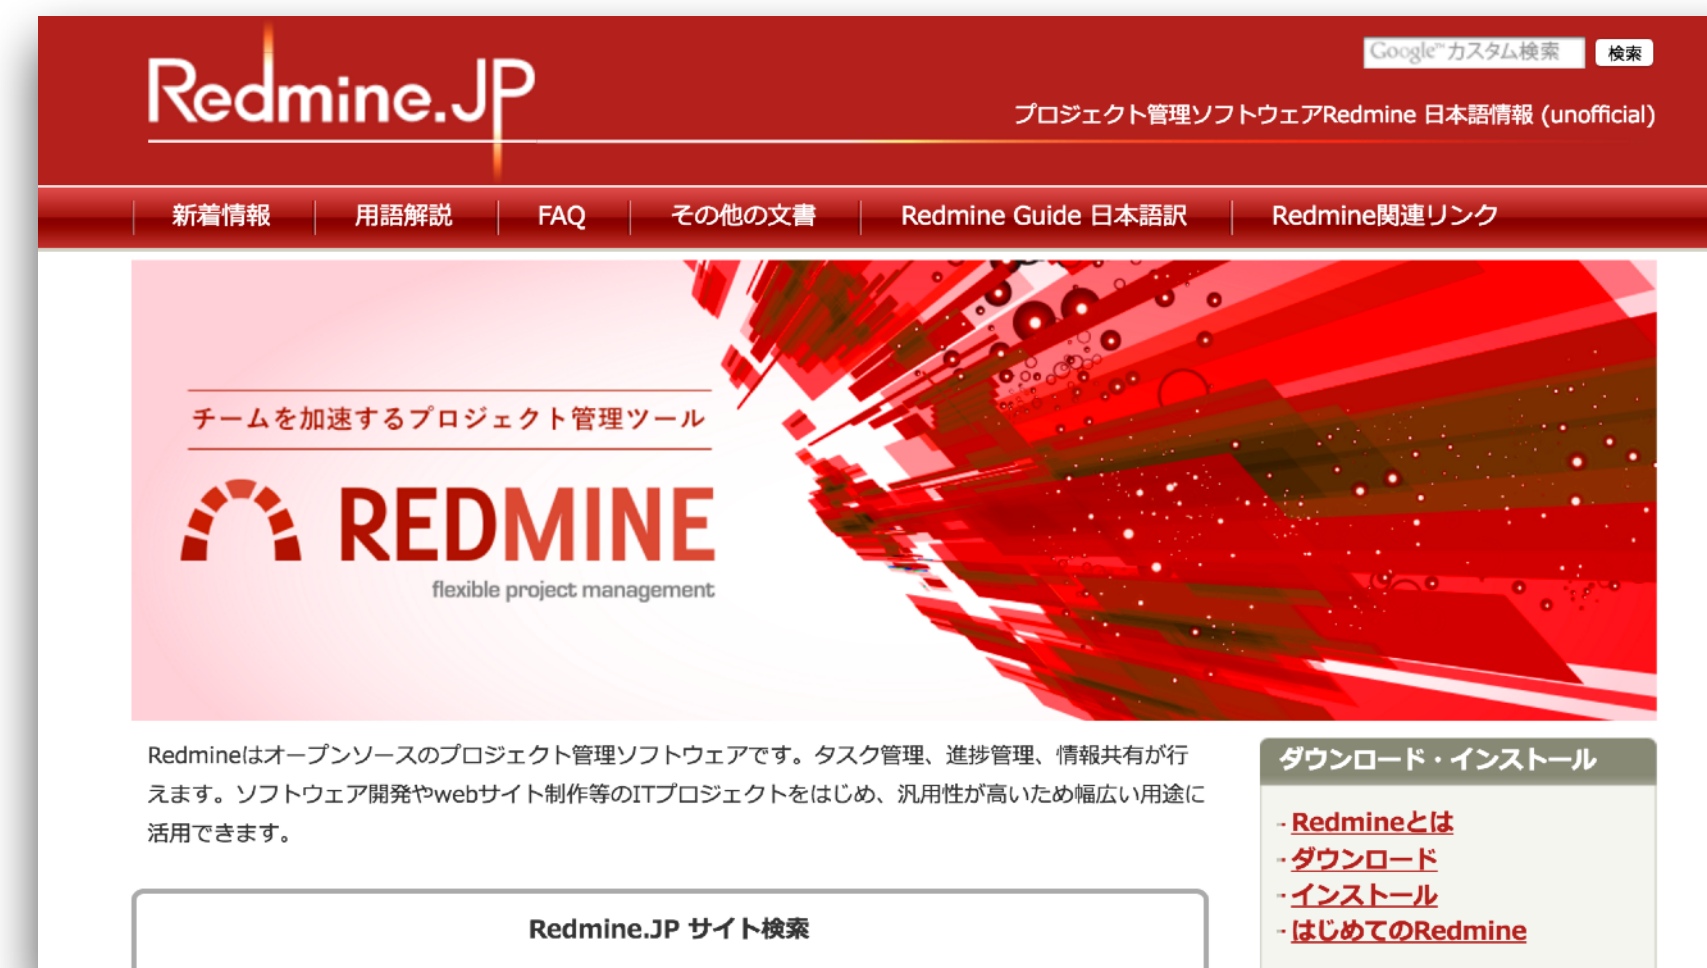 Redmine.JP
Google™カスタム検索
検索
プロジェクト管理ソフトウェアRedmine 日本語情報 (unofficial)
新着情報
用語解説
FAQ
その他の文書
Redmine Guide 日本語訳
Redmine関連リンク
チームを加速するプロジェクト管理ツール
REDMINE
flexible project management
Redmineはオープンソースのプロジェクト管理ソフトウェアです。タスク管理、進捗管理、情報共有が行
えます。ソフトウェア開発やwebサイト制作等のITプロジェクトをはじめ、汎用性が高いため幅広い用途に
活用できます。
Redmine.JP サイト検索
ダウンロード・インストール
Redmineとは
ダウンロード
インストール
はじめてのRedmine